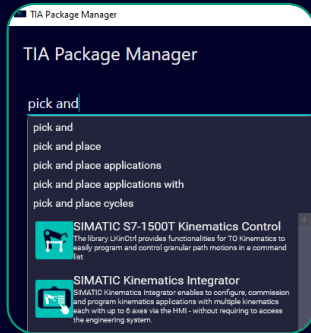 TIA Package Manager
TIA Package Manager
pick and
pick and
pick and place
pick and place applications
pick and place applications with
pick and place cycles
SIMATIC S7-1500T Kinematics Control
The library LKinCtrl provides functionalities for TO Kinematics to
easily program and control granular path motions in a command
list
SIMATIC Kinematics Integrator
SIMATIC Kinematics Integrator enables to configure, commission
and program kinematics applications with multiple kinematics
each with up to 6 axes via the HMI - without requiring to access
the engineering system.